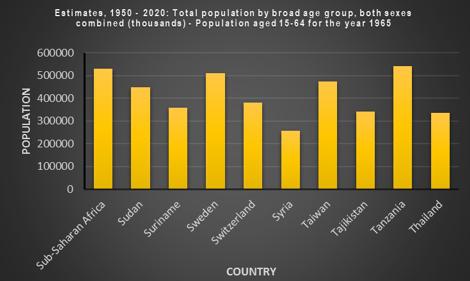 Estimates, 1950 - 2020: Total population by broad age group, both sexes
combined (thousands) - Population aged 15-64 for the year 1965
600000
500000
400000
300000
200000
100000
0
POPULATION
Sub-Saharan Africa
Sudan
Suriname
Sweden
Switzerland
Syria
Taiwan
Tajikistan
Tanzania
Thailand
COUNTRY